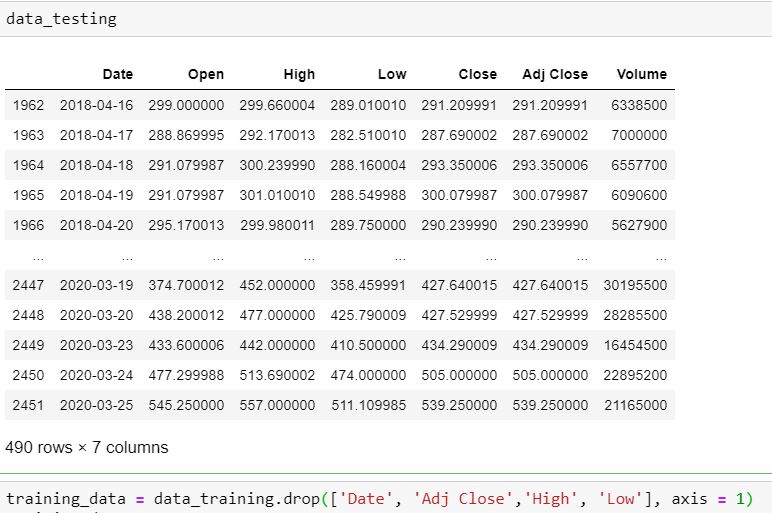 data_testing
Date Open High Low Close Adj Close Volume
1962 2018-04-16 299.000000 299.660004 289.010010 291.209991 291.209991 6338500
1963 2018-04-17 288.869995 292.170013 282.510010 287.690002 287.690002 7000000
1964 2018-04-18 291.079987 300.239990 288.160004 293.350006 293.350006 6557700
1965 2018-04-19 291.079987 301.010010 288.549988 300.079987 300.079987 6090600
1966 2018-04-20 295.170013 299.980011 289.750000 290.239990 290.239990 5627900
... ... ... ... ... ... ... ...
2447 2020-03-19 374.700012 452.000000 358.459991 427.640015 427.640015 30195500
2448 2020-03-20 438.200012 477.000000 425.790009 427.529999 427.529999 28285500
2449 2020-03-23 433.600006 442.000000 410.500000 434.290009 434.290009 16454500
2450 2020-03-24 477.299988 513.690002 474.000000 505.000000 505.000000 22895200
2451 2020-03-25 545.250000 557.000000 511.109985 539.250000 539.250000 21165000
490 rows × 7 columns
training_data = data_training.drop(['Date', 'Adj Close','High', 'Low'], axis = 1)